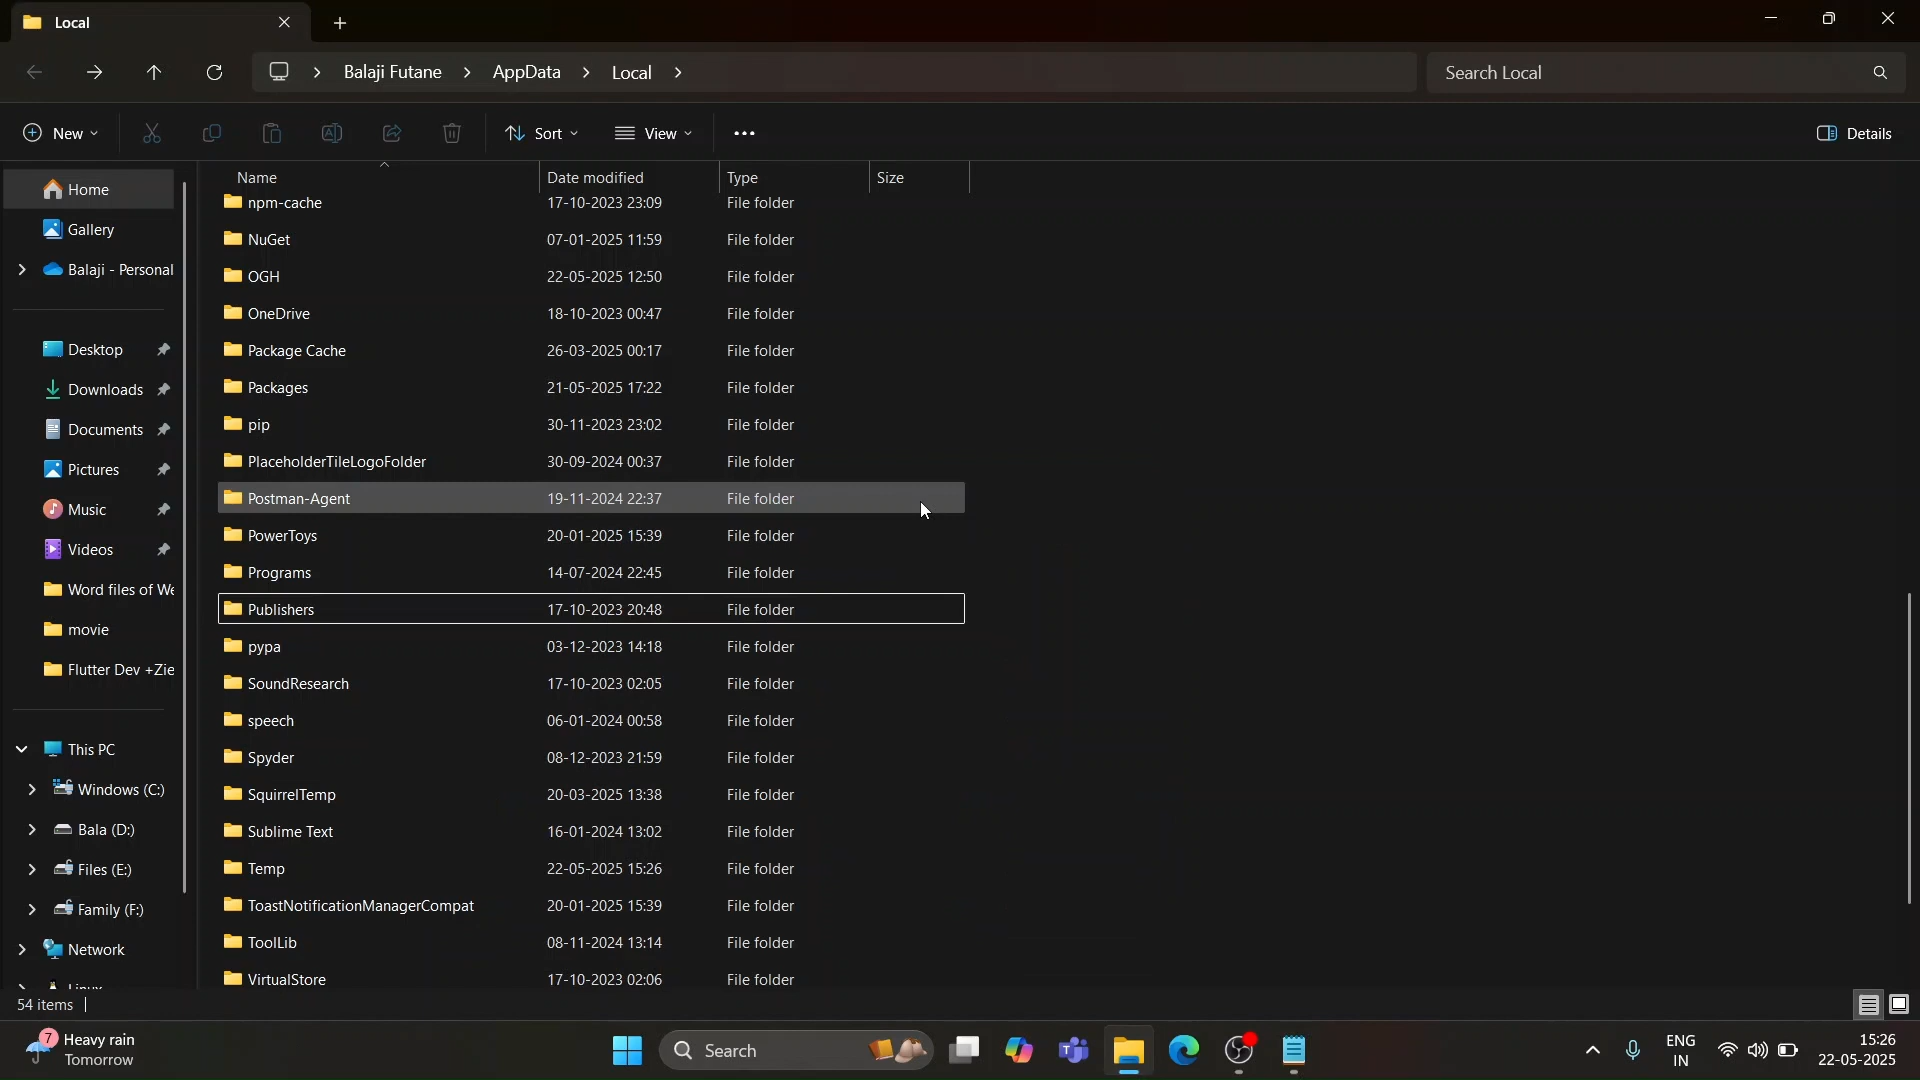 Local
Balaji Futane > AppData > Local >
Search Local
New
Sort
View
Details
Name Date modified Type Size
npm-cache 17-10-2023 23:09 File folder
NuGet 07-01-2025 11:59 File folder
OGH 22-05-2025 12:50 File folder
OneDrive 18-10-2023 00:47 File folder
Package Cache 26-03-2025 00:17 File folder
Packages 21-05-2025 17:22 File folder
pip 30-11-2023 23:02 File folder
PlaceholderTileLogoFolder 30-09-2024 00:37 File folder
Postman-Agent 19-11-2024 22:37 File folder
PowerToys 20-01-2025 15:39 File folder
Programs 14-07-2024 22:45 File folder
Publishers 17-10-2023 20:48 File folder
pypa 03-12-2023 14:18 File folder
SoundResearch 17-10-2023 02:05 File folder
speech 06-01-2024 00:58 File folder
Spyder 08-12-2023 21:59 File folder
SquirrelTemp 20-03-2025 13:38 File folder
Sublime Text 16-01-2024 13:02 File folder
Temp 22-05-2025 15:26 File folder
ToastNotificationManagerCompat 20-01-2025 15:39 File folder
ToolLib 08-11-2024 13:14 File folder
VirtualStore 17-10-2023 02:06 File folder
Home
Gallery
Balaji - Personal
Desktop
Downloads
Documents
Pictures
Music
Videos
Word files of We
movie
Flutter Dev +Zie
This PC
Windows (C:)
Bala (D:)
Files (E:)
Family (F:)
Network
54 items
7
Heavy rain
Tomorrow
Search
ENG
IN
15:26
22-05-2025